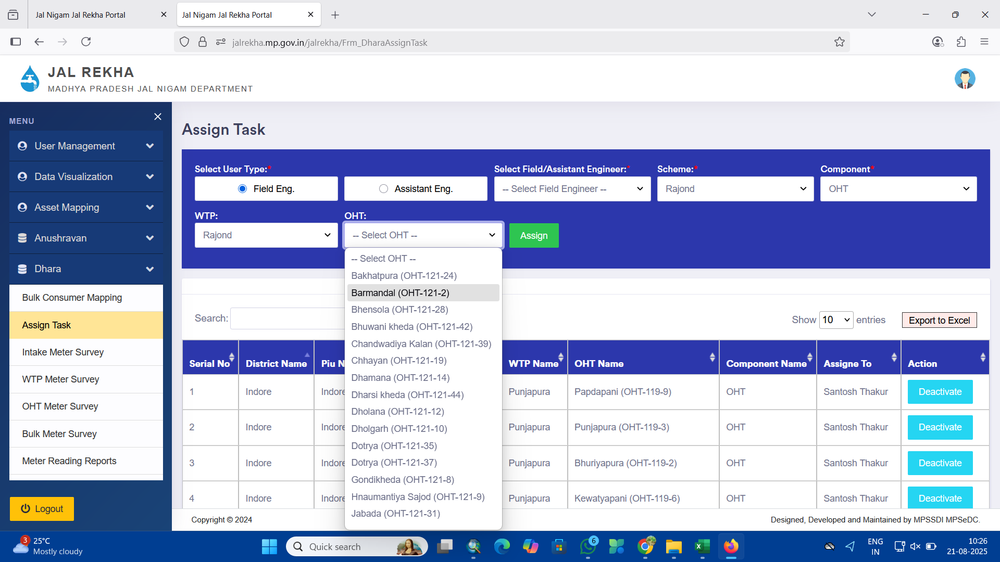 Jal Nigam Jal Rekha Portal
Jal Nigam Jal Rekha Portal
jalrekha.mp.gov.in/jalrekha/Frm_DharaAssignTask
JAL REKHA
MADHYA PRADESH JAL NIGAM DEPARTMENT
MENU
User Management
Data Visualization
Asset Mapping
Anushravan
Dhara
Bulk Consumer Mapping
Assign Task
Intake Meter Survey
WTP Meter Survey
OHT Meter Survey
Bulk Meter Survey
Meter Reading Reports
Logout
Assign Task
Select User Type:* Select Field/Assistant Engineer:* Scheme:* Component*
Field Eng. Assistant Eng. -- Select Field Engineer -- Rajond OHT
WTP: OHT:
Rajond -- Select OHT -- Assign
-- Select OHT --
Bakhatpura (OHT-121-24)
Barmandal (OHT-121-2)
Bhensola (OHT-121-28)
Bhuwani kheda (OHT-121-42)
Chandwadiya Kalan (OHT-121-39)
Chhayan (OHT-121-19)
Dhamana (OHT-121-14)
Dharsi kheda (OHT-121-44)
Dholana (OHT-121-12)
Dholgarh (OHT-121-10)
Dotrya (OHT-121-35)
Dotrya (OHT-121-37)
Gondikheda (OHT-121-8)
Hnaumantiya Sajod (OHT-121-9)
Jabada (OHT-121-31)
Search: Show 10 entries Export to Excel
Serial No District Name Piu N WTP Name OHT Name Component Name Assigne To Action
1 Indore Indore Punjapura Papdapani (OHT-119-9) OHT Santosh Thakur Deactivate
2 Indore Indore Punjapura Punjapura (OHT-119-3) OHT Santosh Thakur Deactivate
3 Indore Indore Punjapura Bhuriyapura (OHT-119-2) OHT Santosh Thakur Deactivate
4 Indore Indore Punjapura Kewatyapani (OHT-119-6) OHT Santosh Thakur Deactivate
Copyright © 2024 Designed, Developed and Maintained by MPSSDI MPSeDC.
3
25°C
Mostly cloudy
Quick search
6
ENG
IN
10:26
21-08-2025